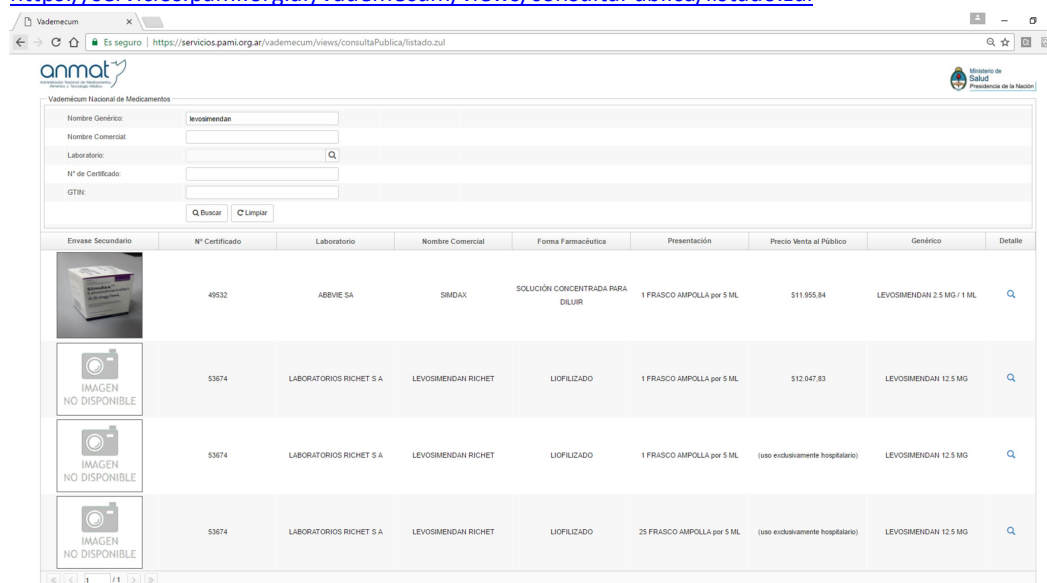 https://servicios.pami.org.ar/vademecum/views/consultaPublica/listado.zul
Vademecum
Es seguro | https://servicios.pami.org.ar/vademecum/views/consultaPublica/listado.zul
anmat
Ministerio de
Salud
Presidencia de la Nación
Vademécum Nacional de Medicamentos
Nombre Genérico: levosimendan
Nombre Comercial:
Laboratorio:
N° de Certificado:
GTIN:
Buscar Limpiar
Envase Secundario Nº Certificado Laboratorio Nombre Comercial Forma Farmacéutica Presentación Precio Venta al Público Genérico Detalle
Simdax
49532 ABBVIE SA SIMDAX SOLUCIÓN CONCENTRADA PARA DILUIR 1 FRASCO AMPOLLA por 5 ML $11.955,84 LEVOSIMENDAN 2.5 MG / 1 ML
IMAGEN
NO DISPONIBLE
53674 LABORATORIOS RICHET S A LEVOSIMENDAN RICHET LIOFILIZADO 1 FRASCO AMPOLLA por 5 ML $12.047,83 LEVOSIMENDAN 12.5 MG
IMAGEN
NO DISPONIBLE
53674 LABORATORIOS RICHET S A LEVOSIMENDAN RICHET LIOFILIZADO 1 FRASCO AMPOLLA por 5 ML (uso exclusivamente hospitalario) LEVOSIMENDAN 12.5 MG
IMAGEN
NO DISPONIBLE
53674 LABORATORIOS RICHET S A LEVOSIMENDAN RICHET LIOFILIZADO 25 FRASCO AMPOLLA por 5 ML (uso exclusivamente hospitalario) LEVOSIMENDAN 12.5 MG
1 / 1